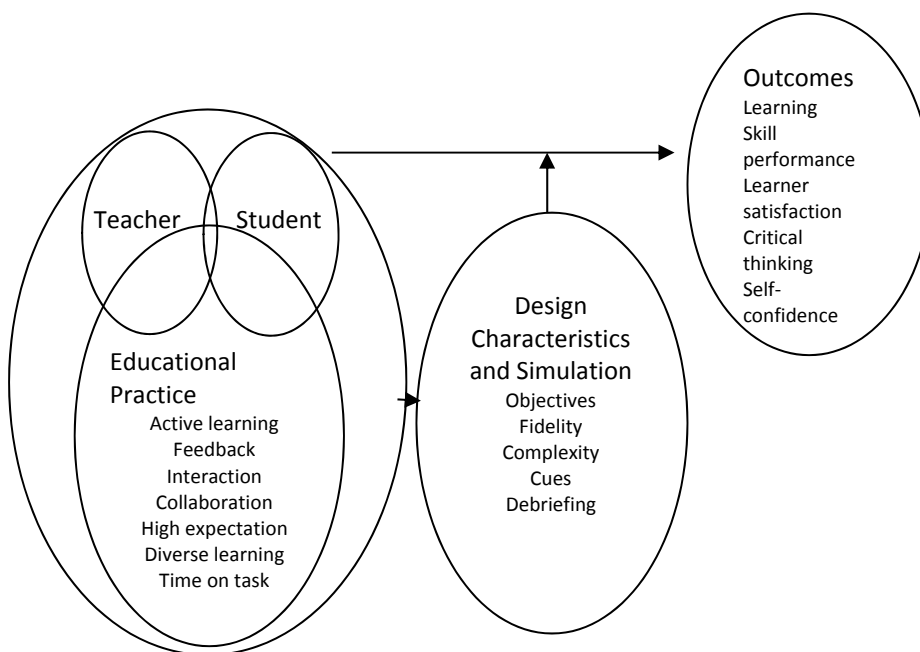 Teacher
Student
Educational
Practice
Active learning
Feedback
Interaction
Collaboration
High expectation
Diverse learning
Time on task
Design
Characteristics
and Simulation
Objectives
Fidelity
Complexity
Cues
Debriefing
Outcomes
Learning
Skill
performance
Learner
satisfaction
Critical
thinking
Self-
confidence